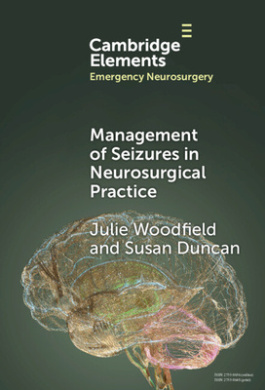 Cambridge
Elements
Emergency Neurosurgery
Management
of Seizures in
Neurosurgical
Practice
Julie Woodfield
and Susan Duncan